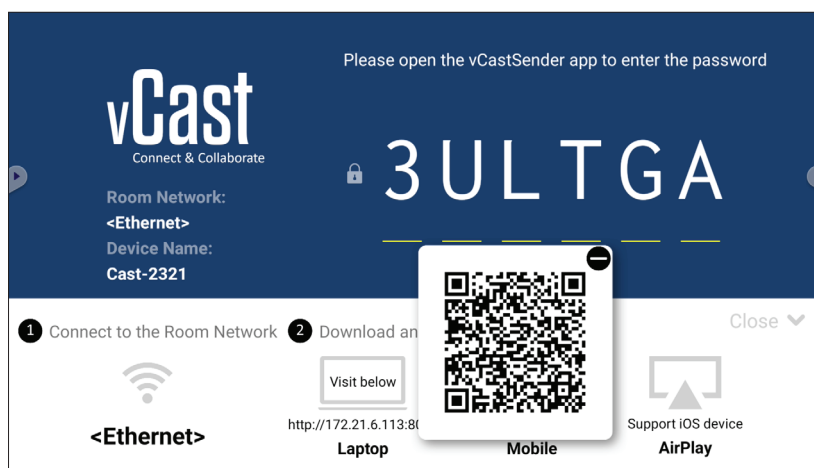 Please open the vCastSender app to enter the password
vCast
Connect & Collaborate
3ULTGA
Room Network:
<Ethernet>
Device Name:
Cast-2321
1 Connect to the Room Network
2 Download an
Close
Visit below
<Ethernet>
http://172.21.6.113:80
Laptop
Mobile
Support iOS device
AirPlay